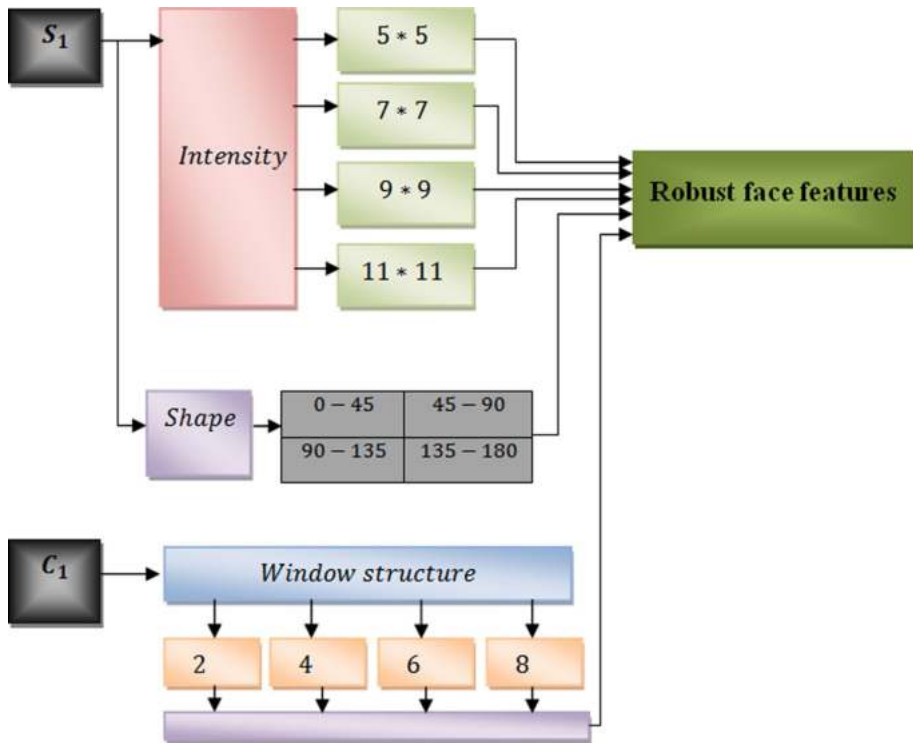 S₁
Intensity
5 * 5
7 * 7
9 * 9
11 * 11
Robust face features
Shape
0 – 45
45 – 90
90 – 135
135 – 180
C₁
Window structure
2
4
6
8